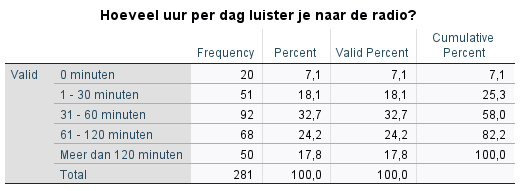 Hoeveel uur per dag luister je naar de radio?
Frequency Percent Valid Percent Cumulative Percent
Valid 0 minuten 20 7,1 7,1 7,1
1 - 30 minuten 51 18,1 18,1 25,3
31 - 60 minuten 92 32,7 32,7 58,0
61 - 120 minuten 68 24,2 24,2 82,2
Meer dan 120 minuten 50 17,8 17,8 100,0
Total 281 100,0 100,0